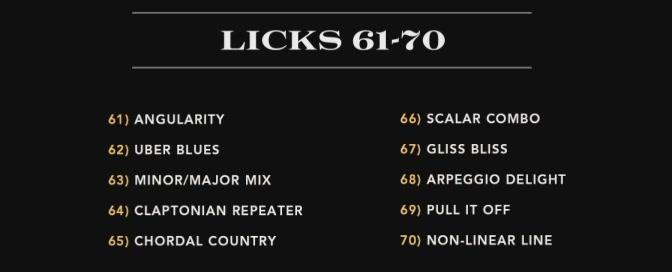 LICKS 61-70
61) ANGULARITY
62) UBER BLUES
63) MINOR/MAJOR MIX
64) CLAPTONIAN REPEATER
65) CHORDAL COUNTRY
66) SCALAR COMBO
67) GLISS BLISS
68) ARPEGGIO DELIGHT
69) PULL IT OFF
70) NON-LINEAR LINE